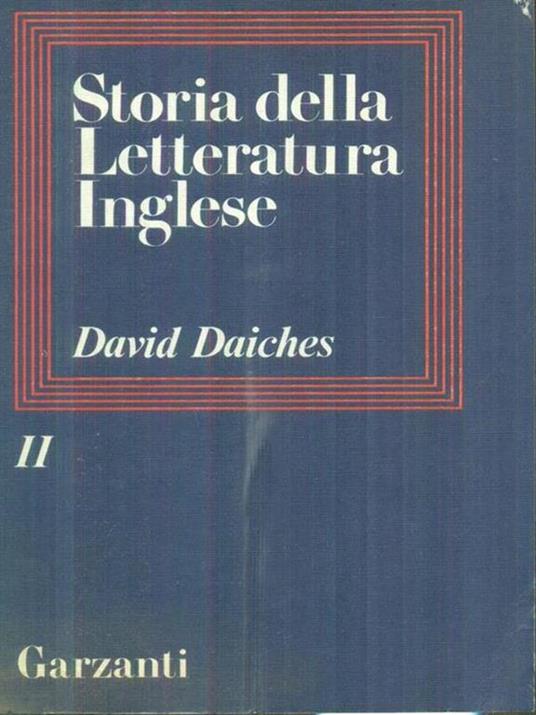 Storia della
Letteratura
Inglese
David Daiches
II
Garzanti